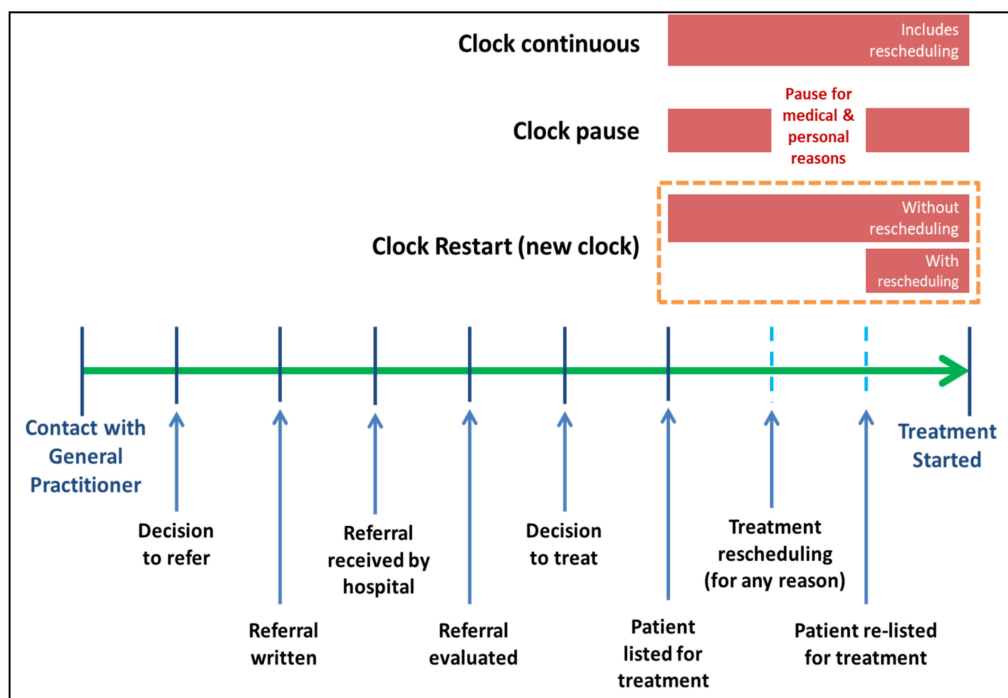 Clock continuous
Includes
rescheduling
Clock pause
Pause for
medical &
personal
reasons
Clock Restart (new clock)
Without
rescheduling
With
rescheduling
Contact with
General
Practitioner
Treatment
Started
Decision
to refer
Referral
received by
hospital
Decision
to treat
Treatment
rescheduling
(for any reason)
Referral
written
Referral
evaluated
Patient
listed for
treatment
Patient re-listed
for treatment